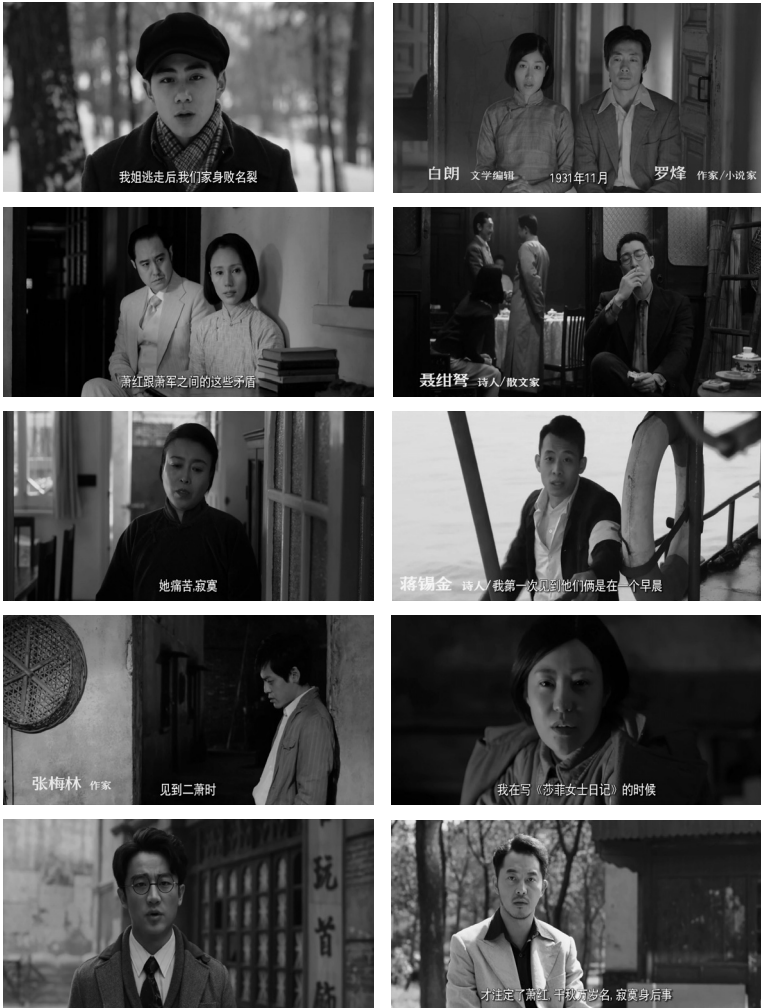 我姐逃走后,我们家身败名裂
白朗 文学编辑 1931年11月 罗烽 作家/小说家
萧红跟萧军之间的这些矛盾
聂绀弩 诗人/散文家
她痛苦,寂寞
蒋锡金 诗人/我第一次见到他们俩是在一个早晨
张梅林 作家 见到二萧时
我在写《莎菲女士日记》的时候
玩首
才注定了萧红,千秋万岁名,寂寞身后事